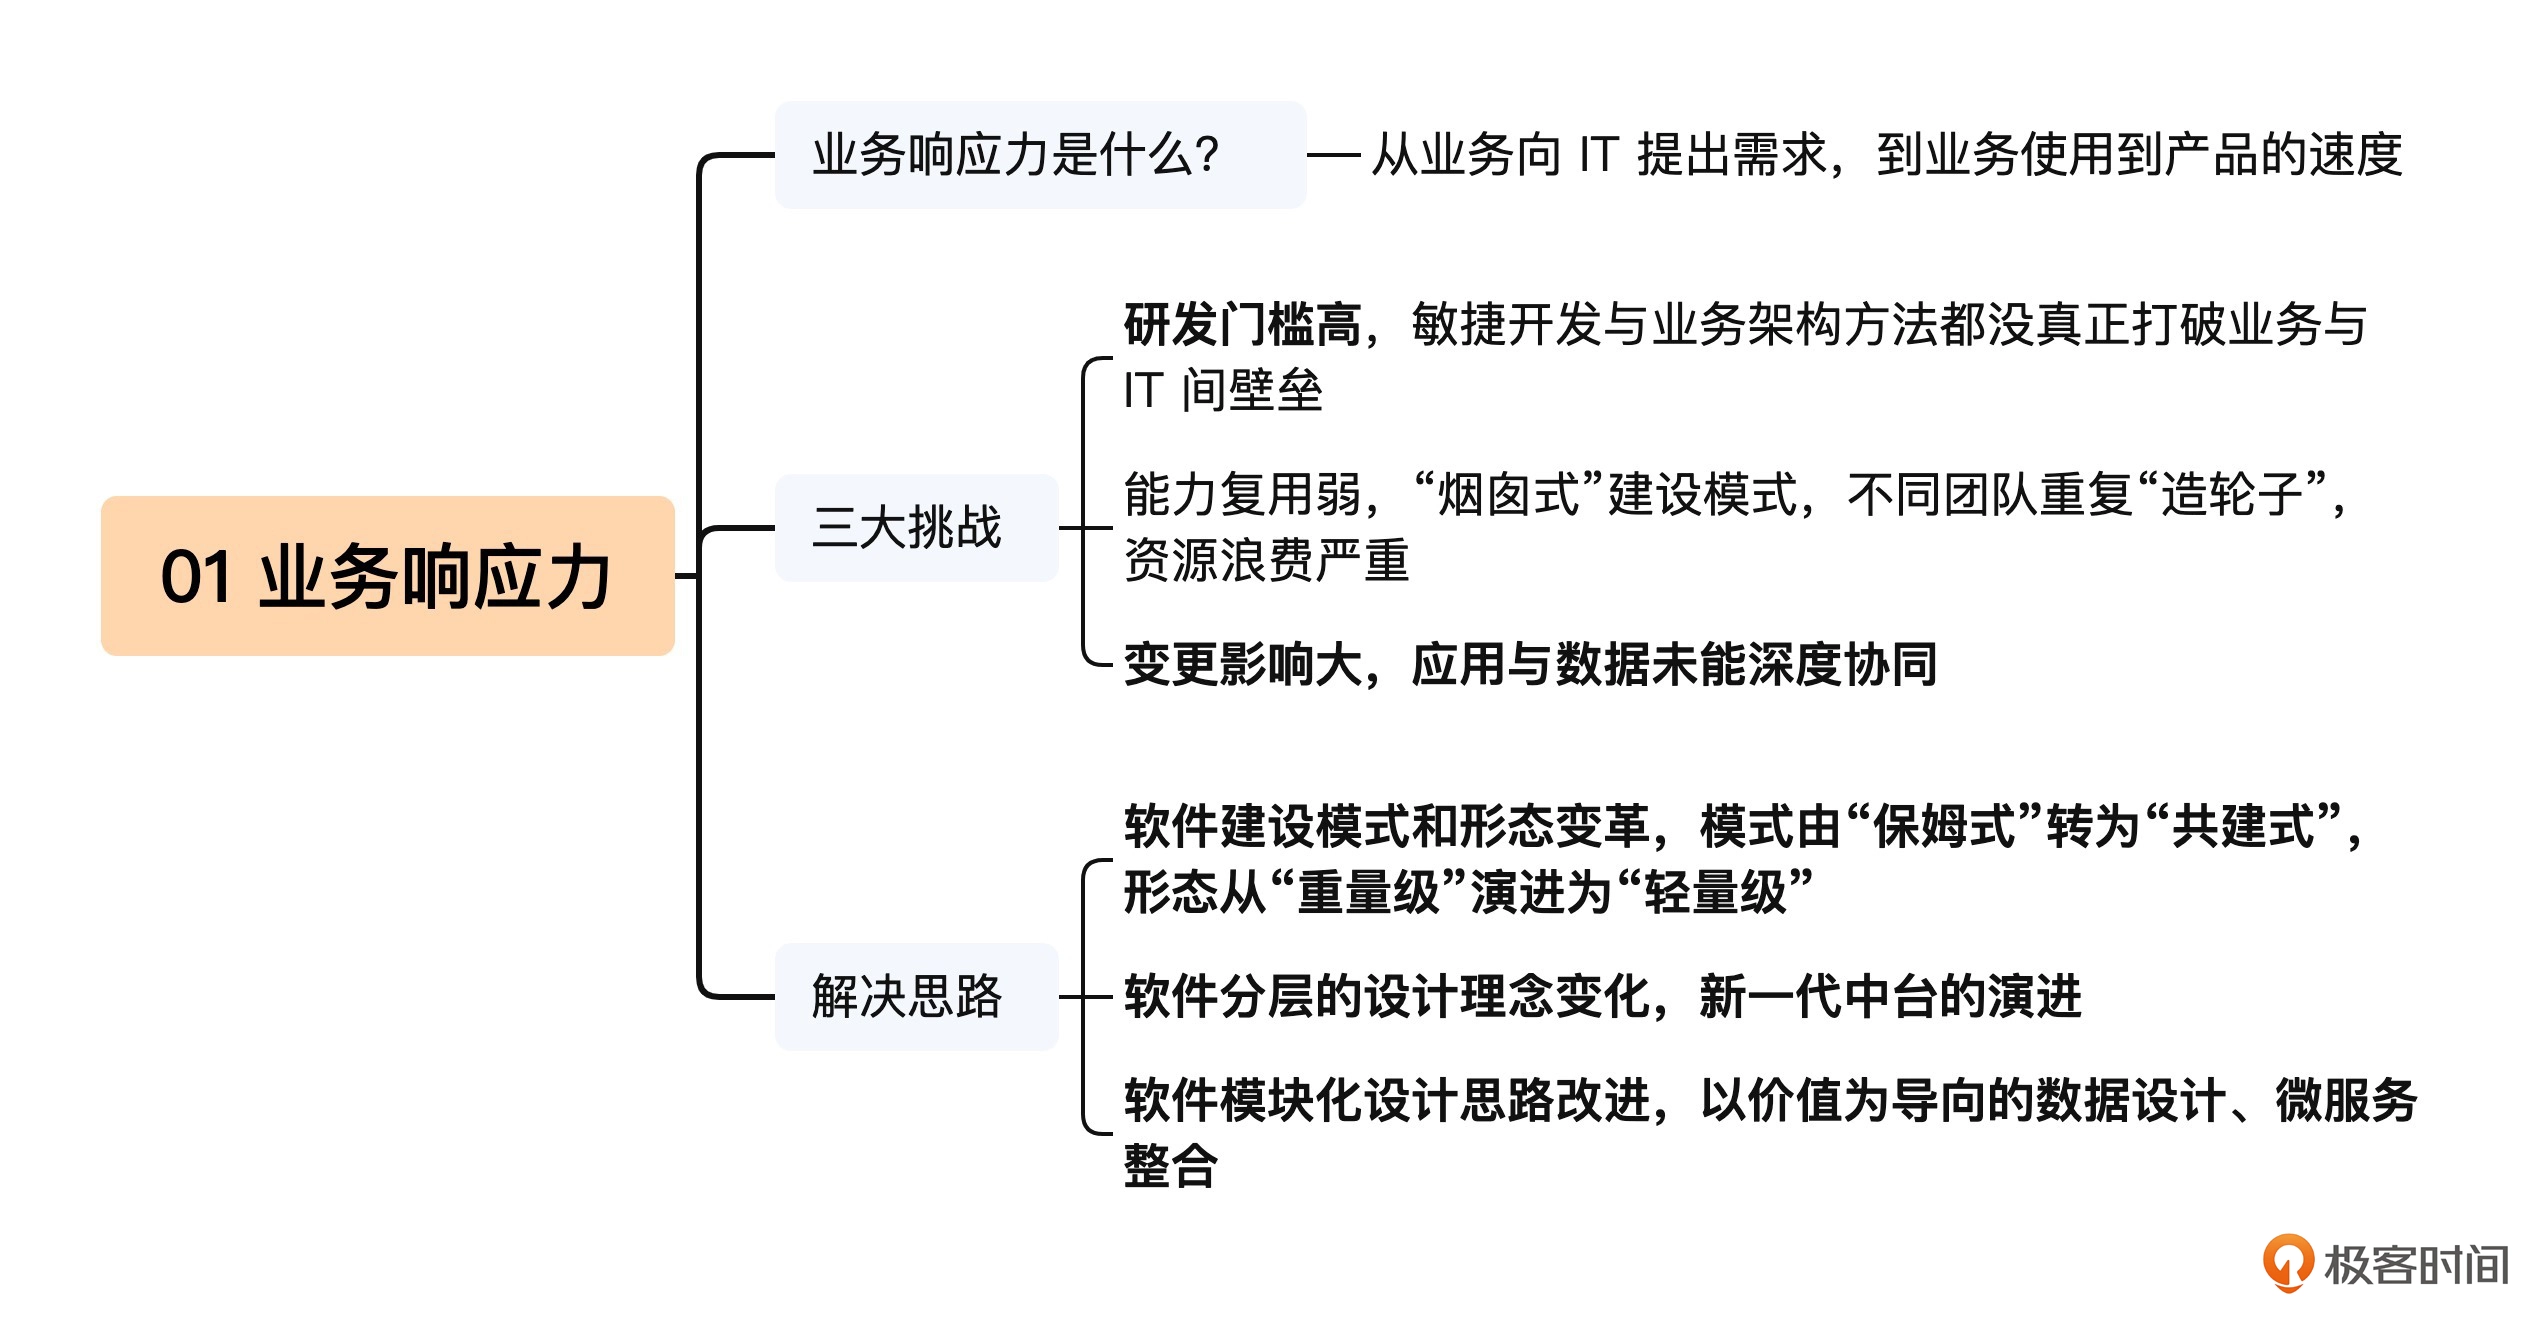 01 业务响应力
业务响应力是什么？
从业务向 IT 提出需求，到业务使用到产品的速度
三大挑战
研发门槛高，敏捷开发与业务架构方法都没真正打破业务与
IT 间壁垒
能力复用弱，“烟囱式”建设模式，不同团队重复“造轮子”，
资源浪费严重
变更影响大，应用与数据未能深度协同
解决思路
软件建设模式和形态变革，模式由“保姆式”转为“共建式”，
形态从“重量级”演进为“轻量级”
软件分层的设计理念变化，新一代中台的演进
软件模块化设计思路改进，以价值为导向的数据设计、微服务
整合
极客时间